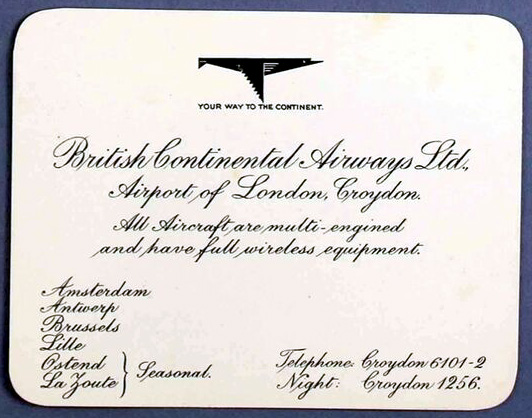 YOUR WAY TO THE CONTINENT.
British Continental Airways Ltd.,
Airport of London, Croydon.
All Aircraft are multi-engined
and have full wireless equipment.
Amsterdam
Antwerp
Brussels
Lille
Ostend
La Zoute } Seasonal.
Telephone: Croydon 6101-2
Night: Croydon 1256.